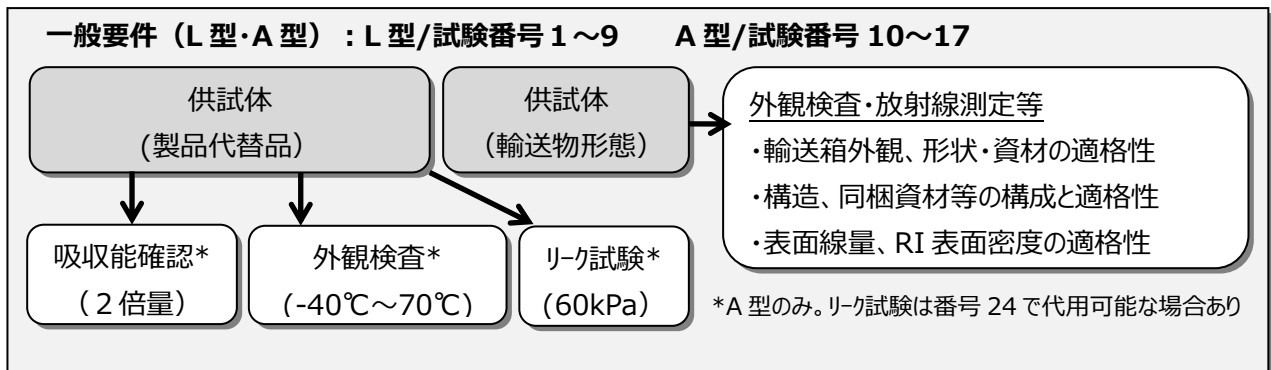 一般要件（L 型･A 型）：L 型/試験番号 1～9　　A 型/試験番号 10～17
供試体
(製品代替品）
供試体
（輸送物形態）
外観検査･放射線測定等
･輸送箱外観、形状･資材の適格性
･構造、同梱資材等の構成と適格性
･表面線量、RI 表面密度の適格性
吸収能確認*
（２倍量）
外観検査*
(-40℃～70℃)
ﾘｰｸ試験*
(60kPa）
*A 型のみ。ﾘｰｸ試験は番号 24 で代用可能な場合あり